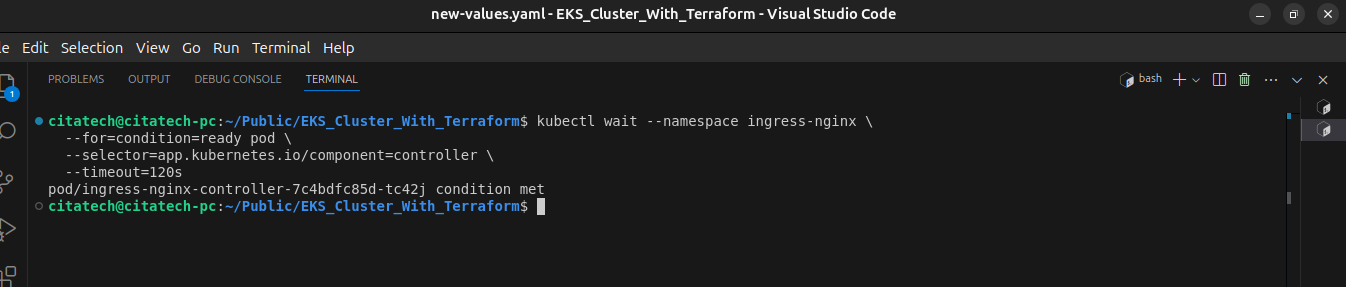 new-values.yaml - EKS_Cluster_With_Terraform - Visual Studio Code
Edit Selection View Go Run Terminal Help
PROBLEMS OUTPUT DEBUG CONSOLE TERMINAL bash
1
citatech@citatech-pc:~/Public/EKS_Cluster_With_Terraform$ kubectl wait --namespace ingress-nginx \
--for=condition=ready pod \
--selector=app.kubernetes.io/component=controller \
--timeout=120s
pod/ingress-nginx-controller-7c4bdfc85d-tc42j condition met
citatech@citatech-pc:~/Public/EKS_Cluster_With_Terraform$